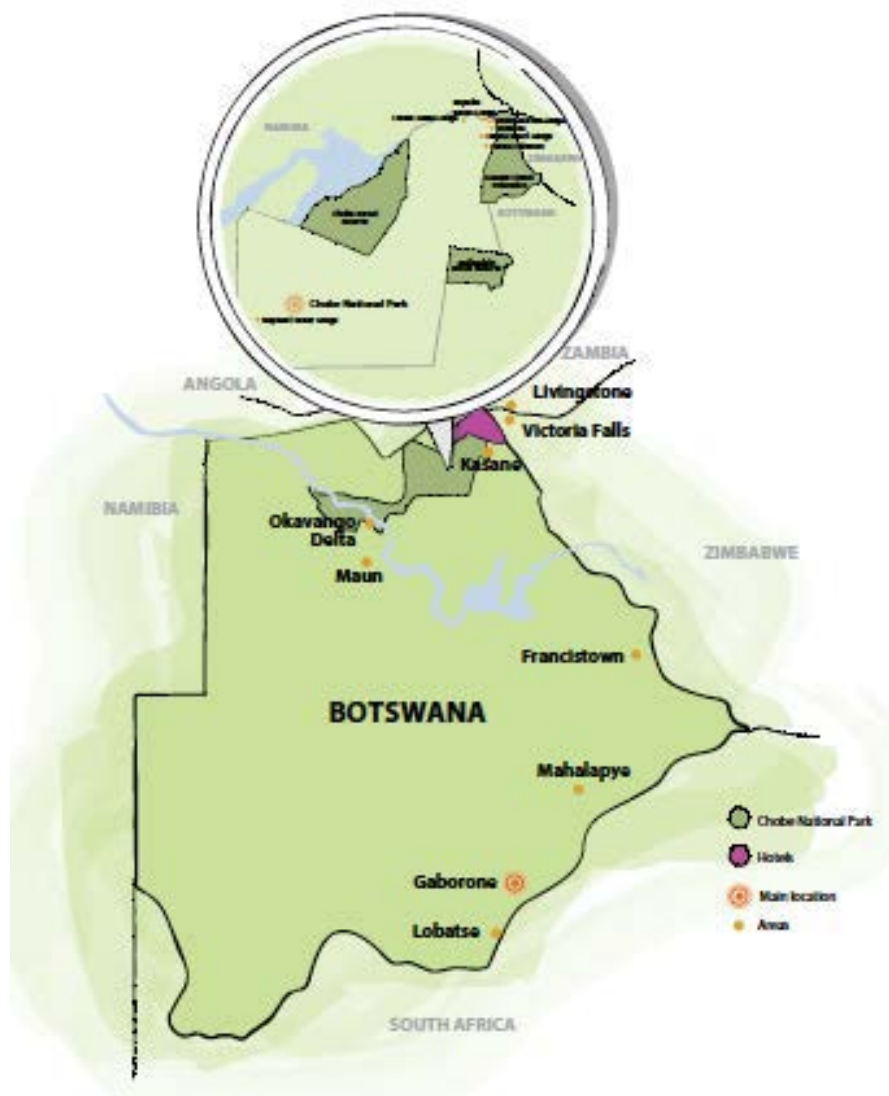 NAMIBIA
ZIMBABWE
BOTSWANA
Chobe National Park
ZAMBIA
ANGOLA
Livingstone
Victoria Falls
Kasane
NAMIBIA
Okavango
Delta
ZIMBABWE
Maun
Francistown
BOTSWANA
Mahalapye
Chobe National Park
Hotels
Gaborone
Main location
Areas
Lobatse
SOUTH AFRICA